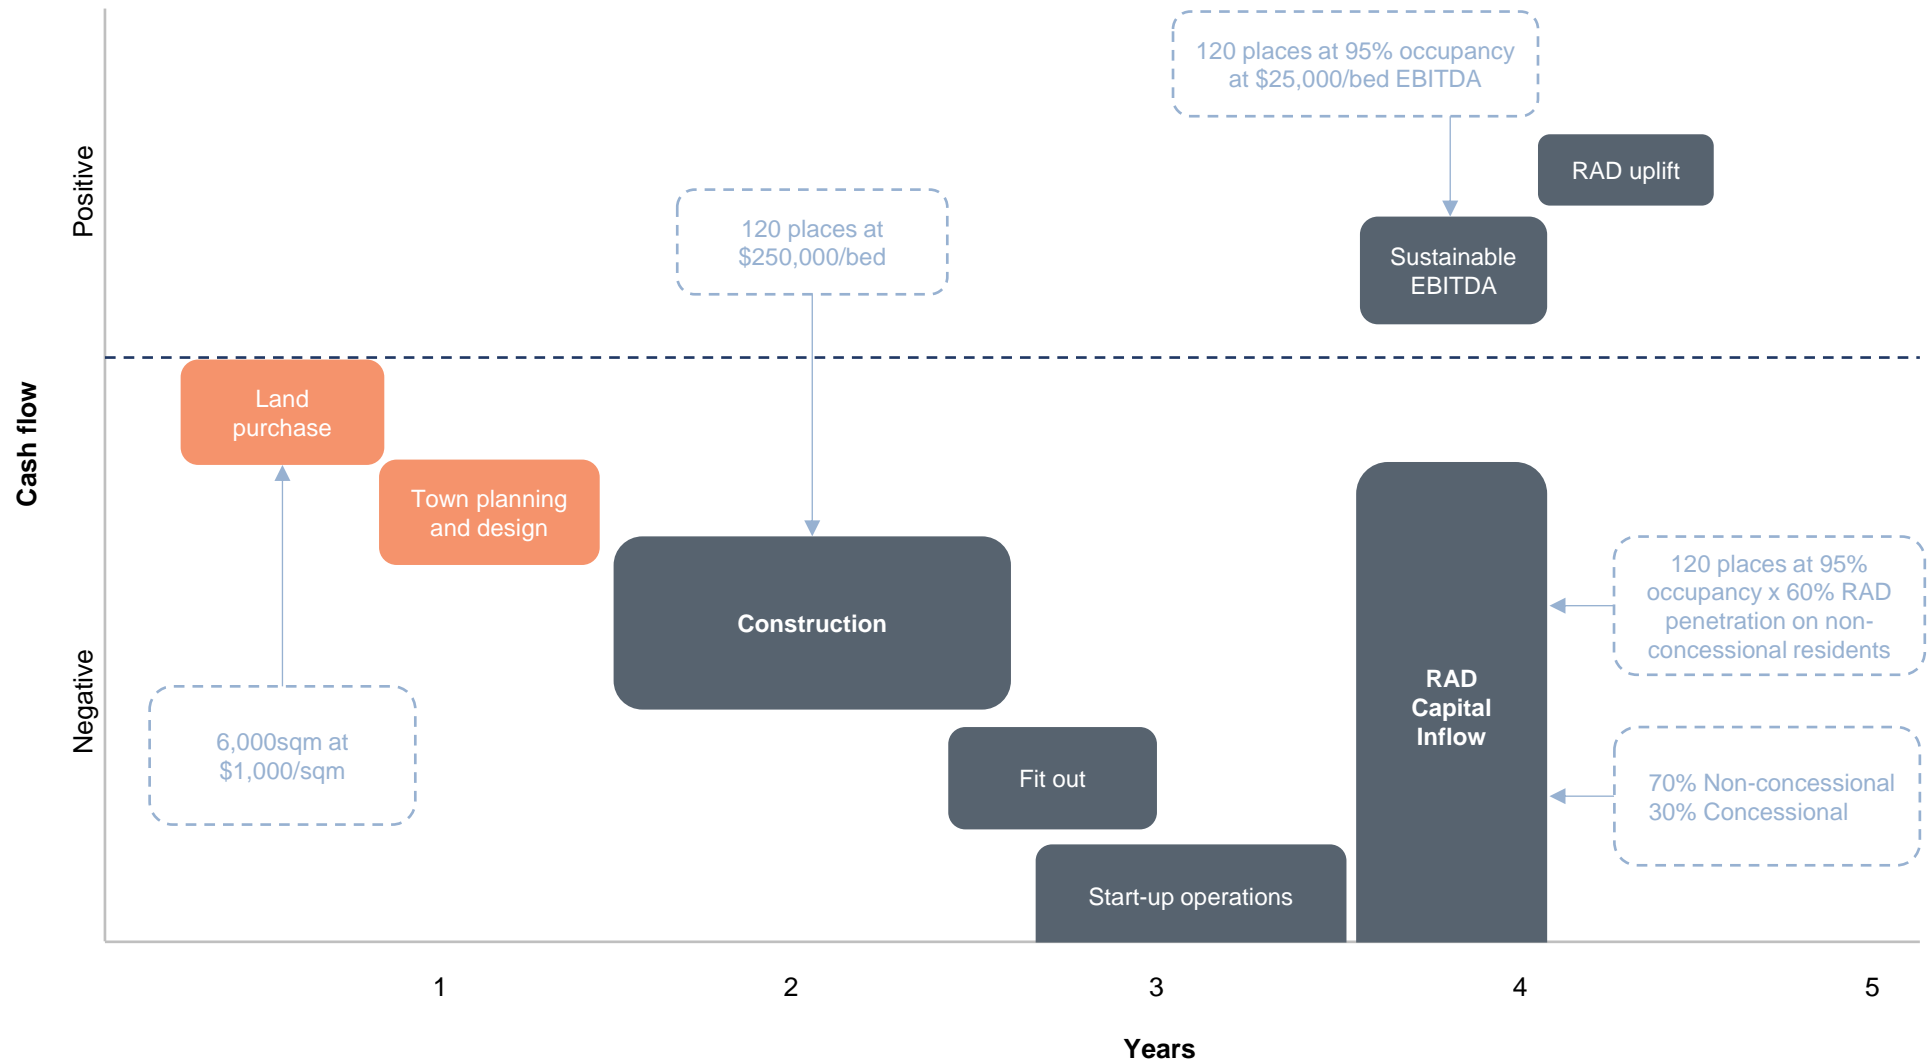 120 places at 95% occupancy
at $25,000/bed EBITDA
RAD uplift
Positive
120 places at
$250,000/bed
Sustainable
EBITDA
Cash flow
Land
purchase
Town planning
and design
Construction
120 places at 95%
occupancy x 60% RAD
penetration on non-
concessional residents
Negative
RAD
Capital
Inflow
6,000sqm at
$1,000/sqm
Fit out
70% Non-concessional
30% Concessional
Start-up operations
1
2
3
4
5
Years